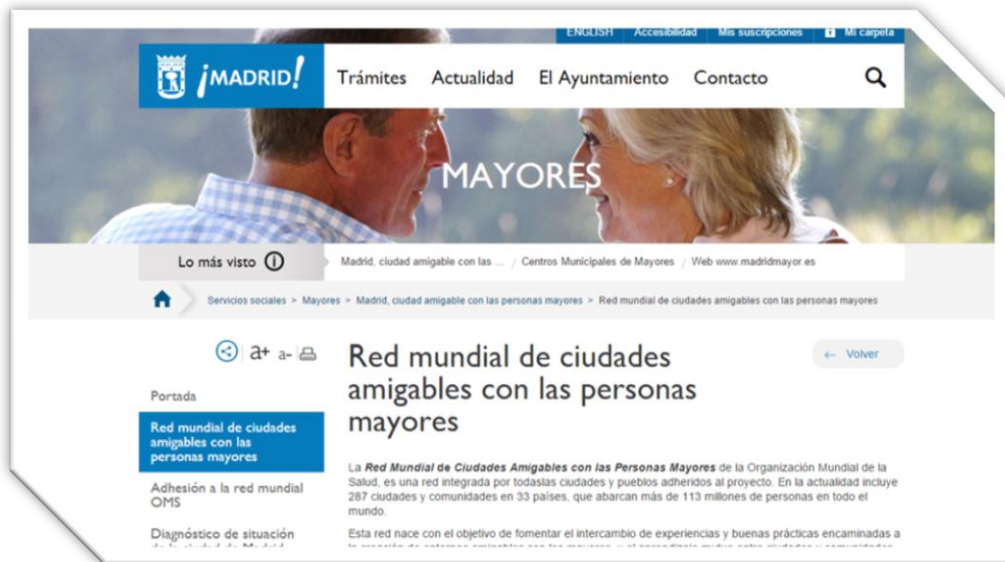 ENGLISH Accesibilidad Mis suscripciones Mi carpeta
¡MADRID!
Trámites Actualidad El Ayuntamiento Contacto
MAYORES
Lo más visto
Madrid, ciudad amigable con las ... / Centros Municipales de Mayores / Web www.madridmayor.es
Servicios sociales > Mayores > Madrid, ciudad amigable con las personas mayores > Red mundial de ciudades amigables con las personas mayores
a+ a-
Red mundial de ciudades
amigables con las personas
mayores
← Volver
Portada
Red mundial de ciudades
amigables con las
personas mayores
Adhesión a la red mundial
OMS
Diagnóstico de situación
de la ciudad de Madrid
La Red Mundial de Ciudades Amigables con las Personas Mayores de la Organización Mundial de la
Salud, es una red integrada por todaslas ciudades y pueblos adheridos al proyecto. En la actualidad incluye
287 ciudades y comunidades en 33 países, que abarcan más de 113 millones de personas en todo el
mundo.
Esta red nace con el objetivo de fomentar el intercambio de experiencias y buenas prácticas encaminadas a